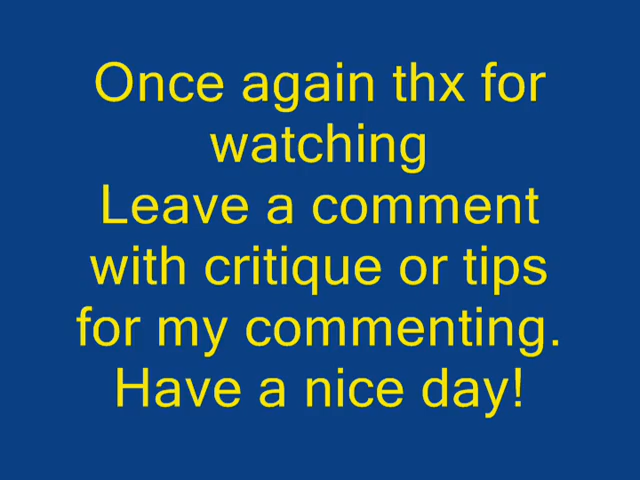 Once again thx for
watching
Leave a comment
with critique or tips
for my commenting.
Have a nice day!